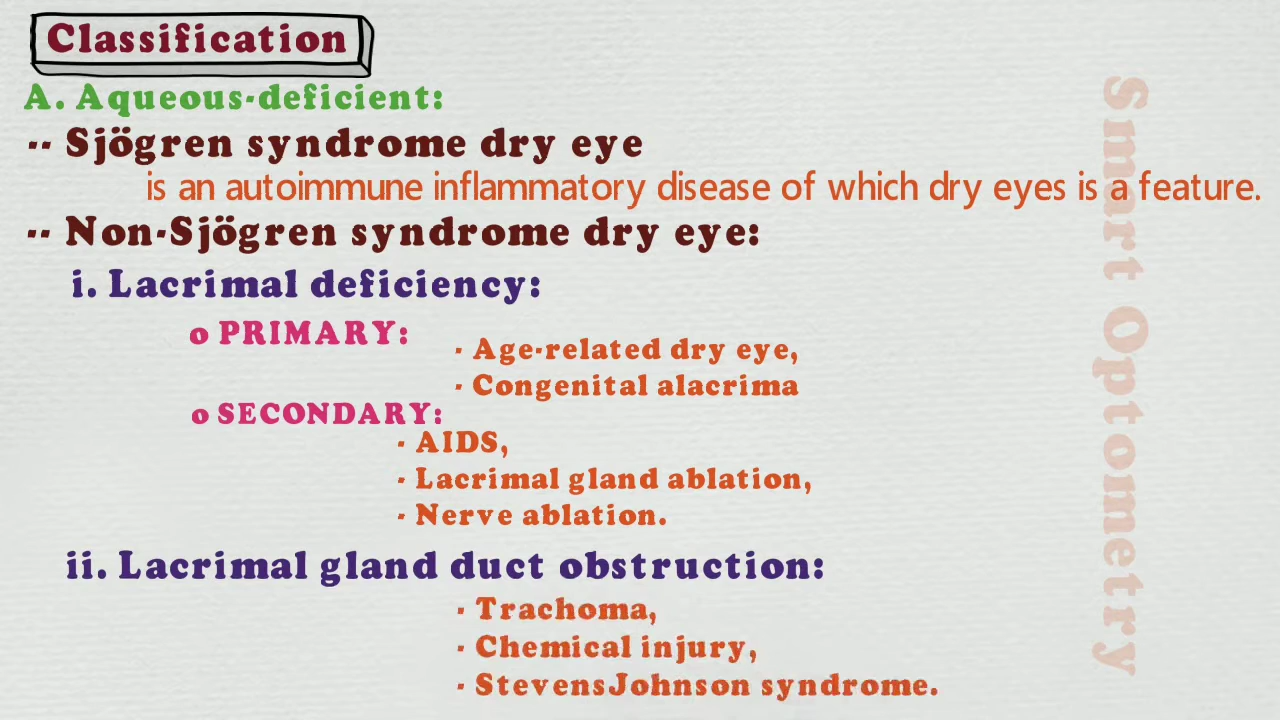 Classification
A. Aqueous-deficient:
-- Sjögren syndrome dry eye
is an autoimmune inflammatory disease of which dry eyes is a feature.
-- Non-Sjögren syndrome dry eye:
i. Lacrimal deficiency:
o PRIMARY:
- Age-related dry eye,
- Congenital alacrima
o SECONDARY:
- AIDS,
- Lacrimal gland ablation,
- Nerve ablation.
ii. Lacrimal gland duct obstruction:
- Trachoma,
- Chemical injury,
- StevensJohnson syndrome.
Smart Optometry